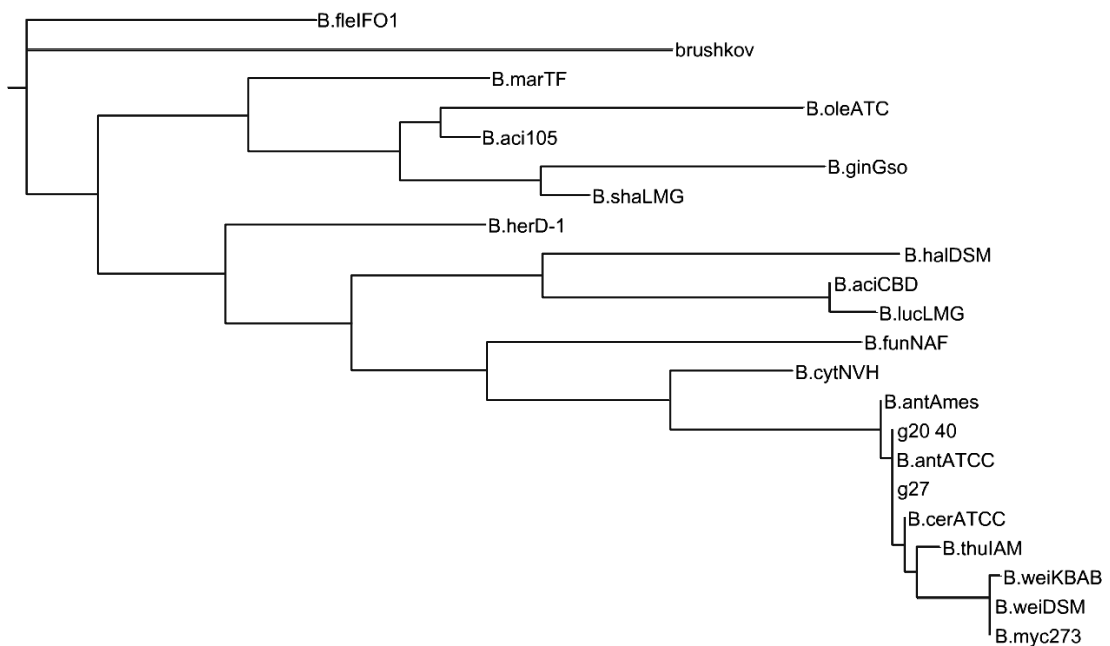 B.fleIFO1
brushkov
B.marTF
B.oleATC
B.aci105
B.ginGso
B.shaLMG
B.herD-1
B.halDSM
B.aciCBD
B.lucLMG
B.funNAF
B.cytNVH
B.antAmes
g20 40
B.antATCC
g27
B.cerATCC
B.thuIAM
B.weiKBAB
B.weiDSM
B.myc273